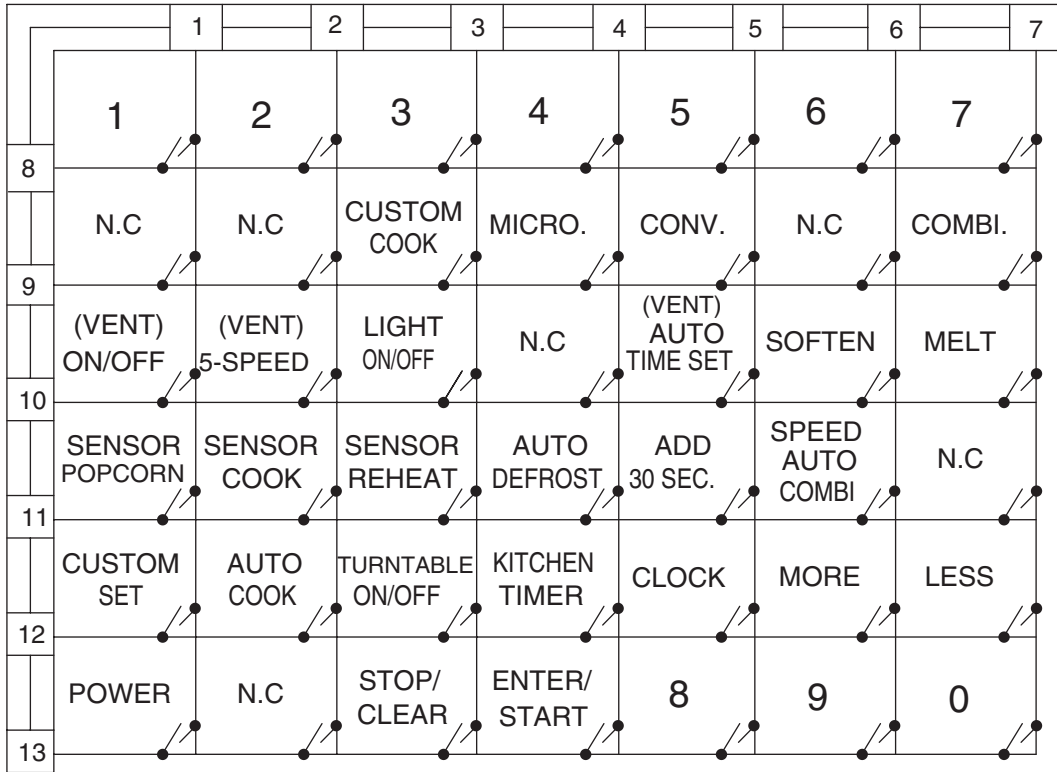 1 2 3 4 5 6 7
1 2 3 4 5 6 7
8
N.C N.C CUSTOM COOK MICRO. CONV. N.C COMBI.
9
(VENT) ON/OFF (VENT) 5-SPEED LIGHT ON/OFF N.C (VENT) AUTO TIME SET SOFTEN MELT
10
SENSOR POPCORN SENSOR COOK SENSOR REHEAT AUTO DEFROST ADD 30 SEC. SPEED AUTO COMBI N.C
11
CUSTOM SET AUTO COOK TURNTABLE ON/OFF KITCHEN TIMER CLOCK MORE LESS
12
POWER N.C STOP/ CLEAR ENTER/ START 8 9 0
13